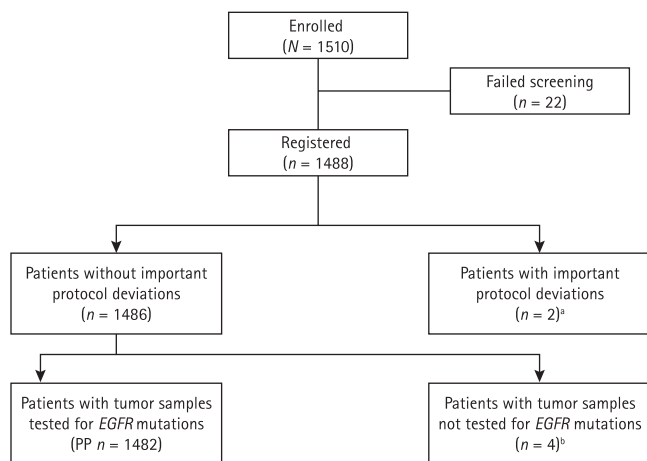 Enrolled
(N = 1510)
Failed screening
(n = 22)
Registered
(n = 1488)
Patients without important
protocol deviations
(n = 1486)
Patients with important
protocol deviations
(n = 2)ᵃ
Patients with tumor samples
tested for EGFR mutations
(PP n = 1482)
Patients with tumor samples
not tested for EGFR mutations
(n = 4)ᵇ